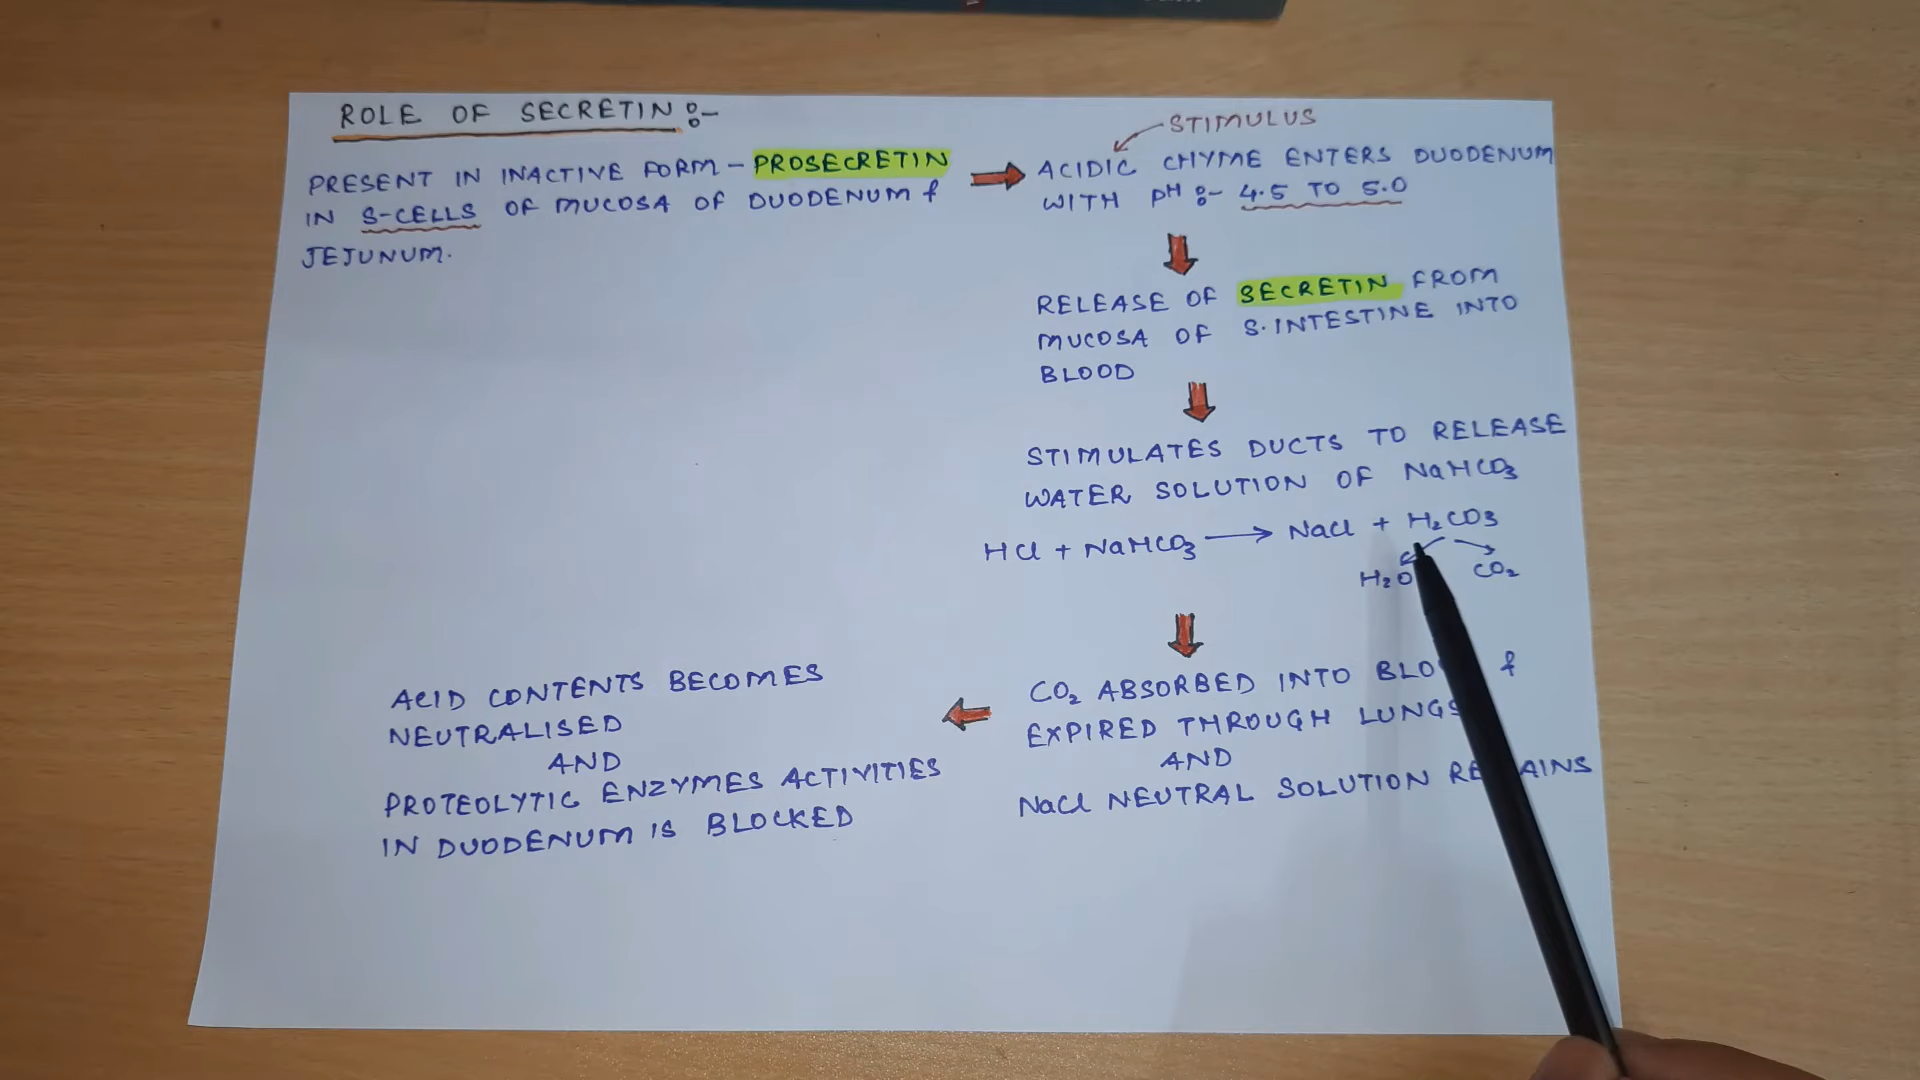 ROLE OF SECRETIN :-
PRESENT IN INACTIVE FORM - PROSECRETIN
IN S-CELLS OF MUCOSA OF DUODENUM &
JEJUNUM.
STIMULUS
ACIDIC CHYME ENTERS DUODENUM
WITH pH :- 4.5 TO 5.0
RELEASE OF SECRETIN FROM
MUCOSA OF S.INTESTINE INTO
BLOOD
STIMULATES DUCTS TO RELEASE
WATER SOLUTION OF NaHCO3
HCl + NaHCO3 → NaCl + H2CO3
H2O CO2
CO2 ABSORBED INTO &
EXPIRED THROUGH LUNGS
AND
NaCl NEUTRAL SOLUTION
ACID CONTENTS BECOMES
NEUTRALISED
AND
PROTEOLYTIC ENZYMES ACTIVITIES
IN DUODENUM IS BLOCKED